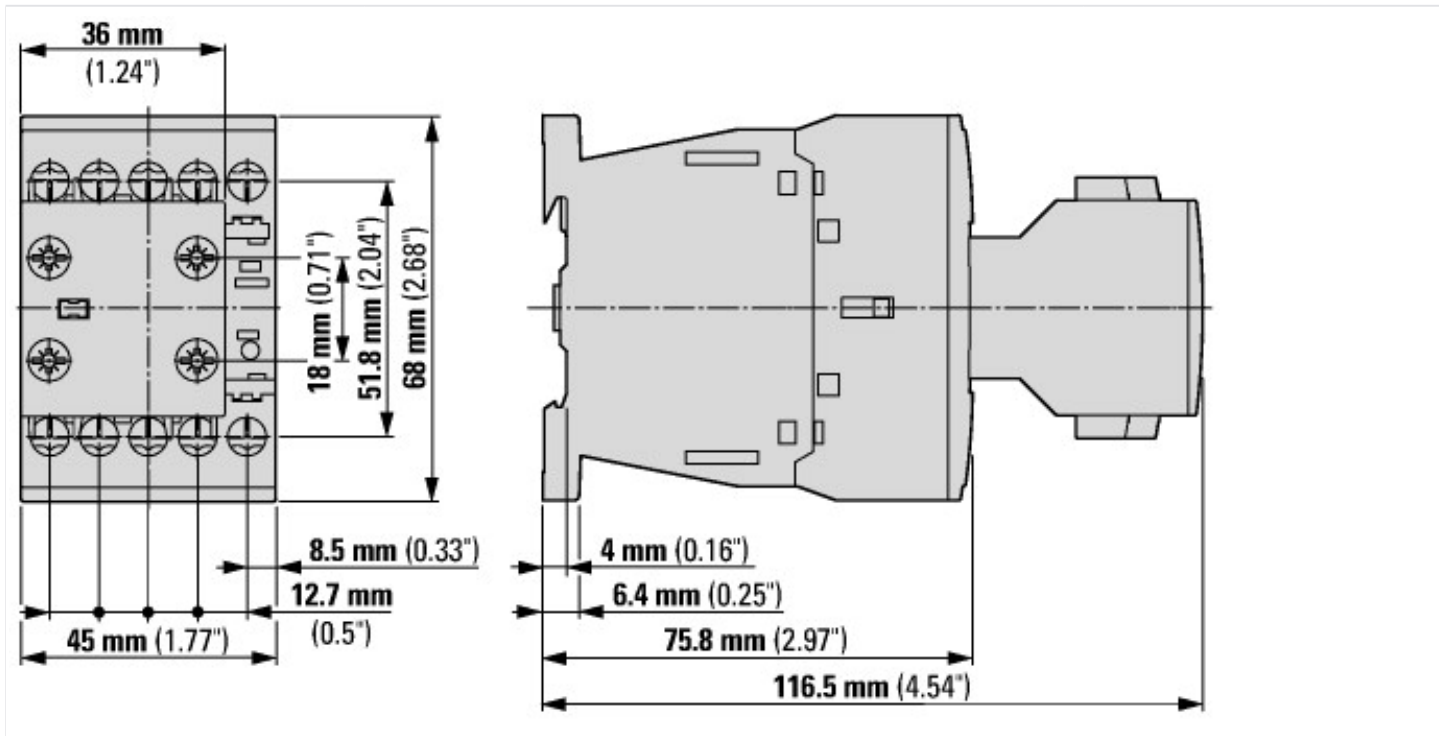 36 mm
(1.24")
18 mm (0.71")
51.8 mm (2.04")
68 mm (2.68")
8.5 mm (0.33")
12.7 mm
(0.5")
45 mm (1.77")
4 mm (0.16")
6.4 mm (0.25")
75.8 mm (2.97")
116.5 mm (4.54")